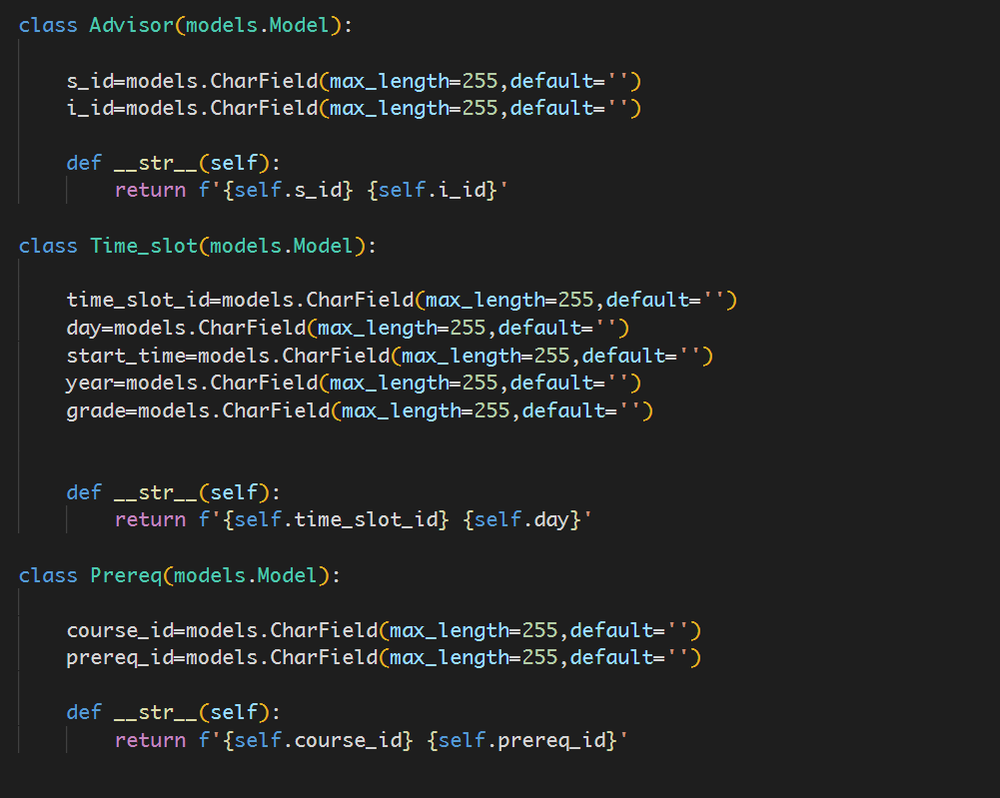 class Advisor(models.Model):
s_id=models.CharField(max_length=255,default='')
i_id=models.CharField(max_length=255,default='')
def __str__(self):
return f'{self.s_id} {self.i_id}'
class Time_slot(models.Model):
time_slot_id=models.CharField(max_length=255,default='')
day=models.CharField(max_length=255,default='')
start_time=models.CharField(max_length=255,default='')
year=models.CharField(max_length=255,default='')
grade=models.CharField(max_length=255,default='')
def __str__(self):
return f'{self.time_slot_id} {self.day}'
class Prereq(models.Model):
course_id=models.CharField(max_length=255,default='')
prereq_id=models.CharField(max_length=255,default='')
def __str__(self):
return f'{self.course_id} {self.prereq_id}'